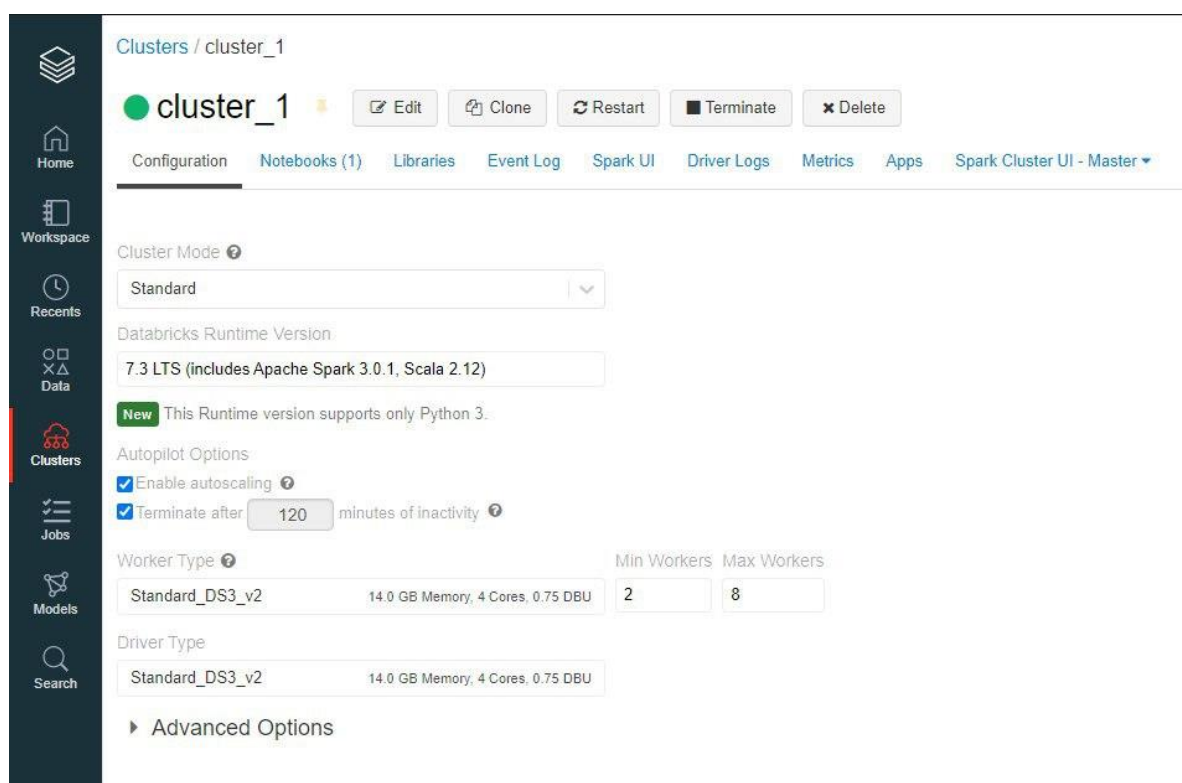 Clusters / cluster_1
cluster_1 Edit Clone Restart Terminate Delete
Configuration Notebooks (1) Libraries Event Log Spark UI Driver Logs Metrics Apps Spark Cluster UI - Master
Home
Workspace
Recents
Data
Clusters
Jobs
Models
Search
Cluster Mode
Standard
Databricks Runtime Version
7.3 LTS (includes Apache Spark 3.0.1, Scala 2.12)
New This Runtime version supports only Python 3.
Autopilot Options
Enable autoscaling
Terminate after 120 minutes of inactivity
Worker Type Min Workers Max Workers
Standard_DS3_v2 14.0 GB Memory, 4 Cores, 0.75 DBU 2 8
Driver Type
Standard_DS3_v2 14.0 GB Memory, 4 Cores, 0.75 DBU
Advanced Options